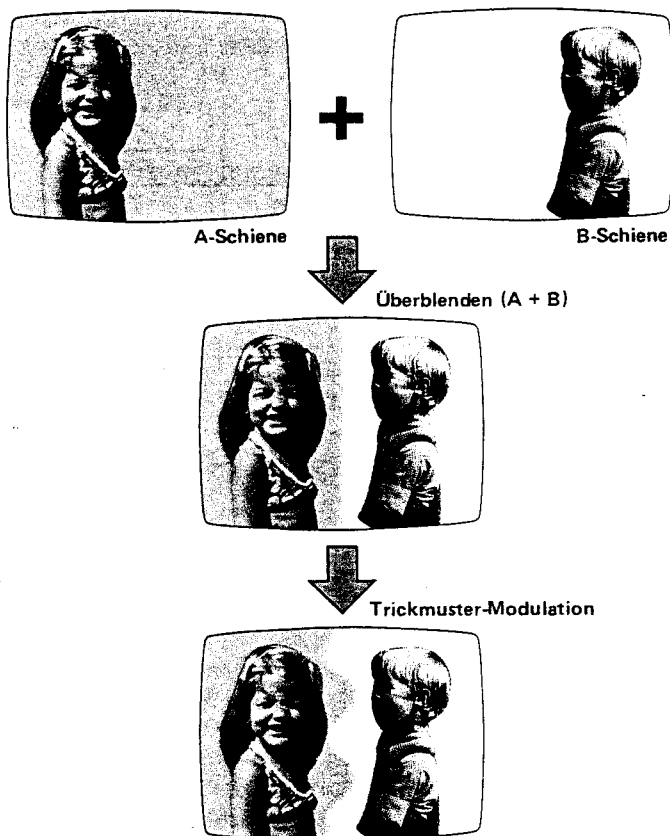 A-Schiene
B-Schiene
Überblenden (A + B)
Trickmuster-Modulation